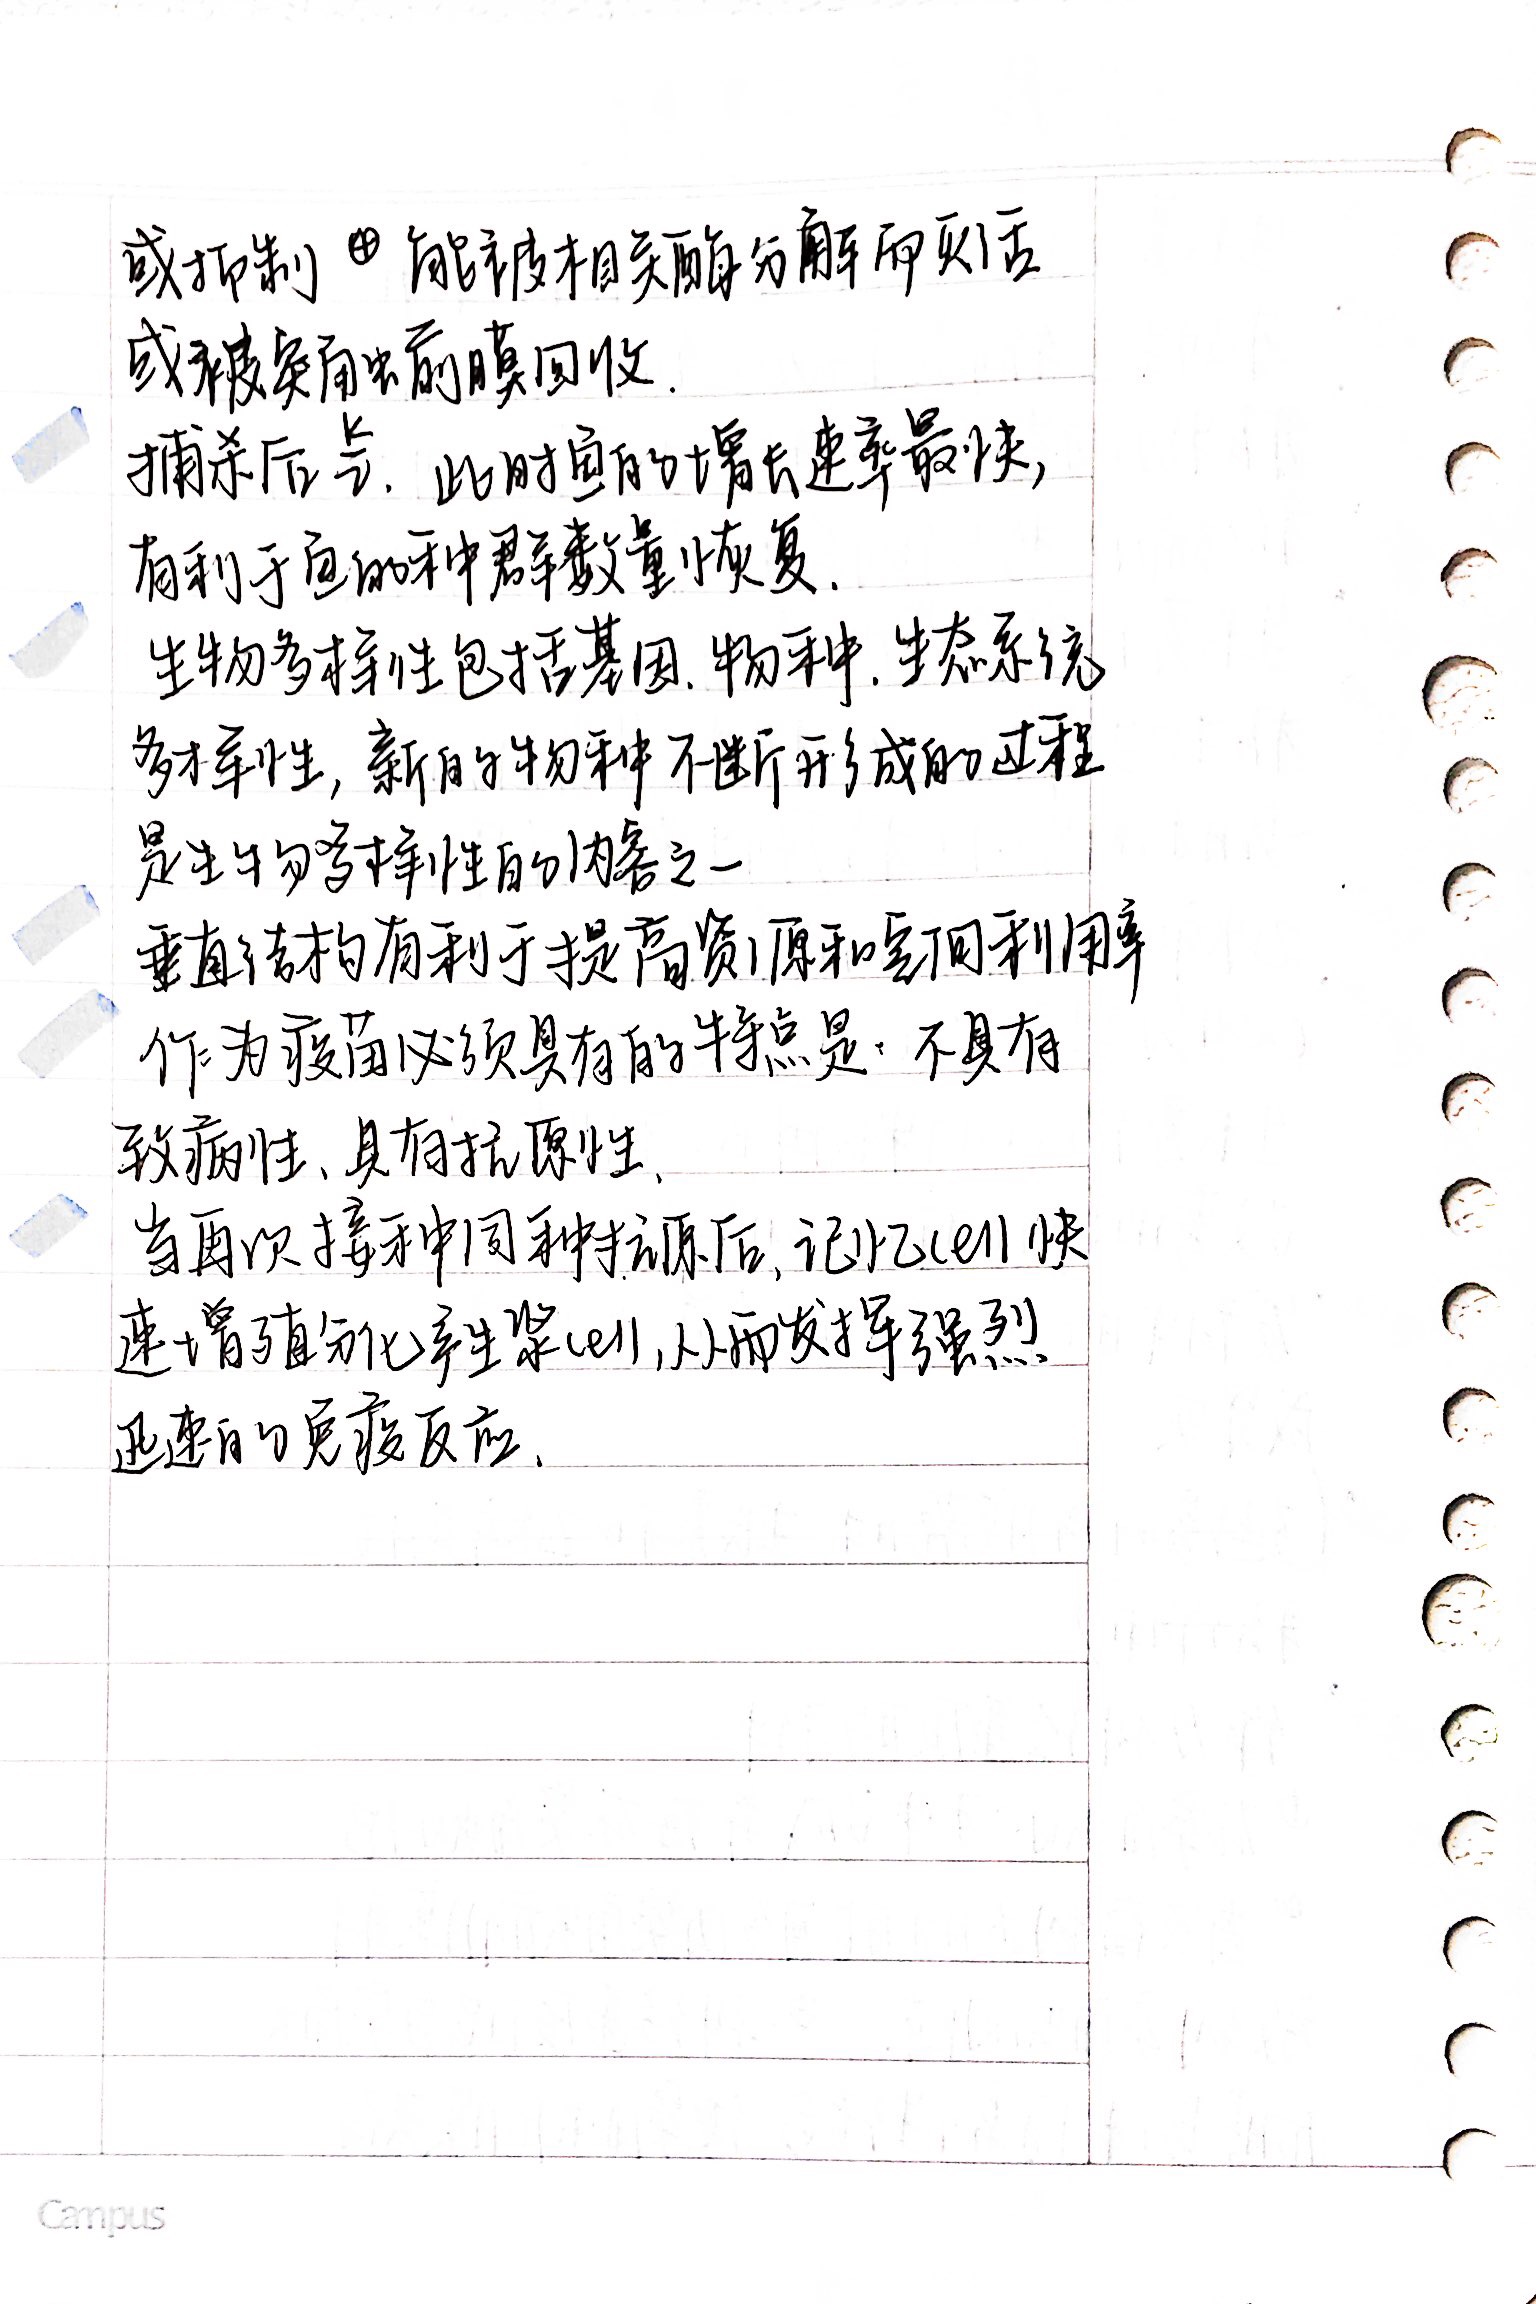 或抑制 ⊕ 能被相关酶分解而灭活
或被突触前膜回收.
捕杀后 K/2. 此时鱼的增长速率最快,
有利于鱼的种群数量恢复.
生物多样性包括基因、物种、生态系统
多样性, 新的物种不断形成的过程
是生物多样性的内容之一
垂直结构有利于提高资源和空间利用率
作为疫苗必须具有的特点是: 不具有
致病性、具有抗原性、
当再次接种同种抗原后, 记忆cell快
速增殖分化产生浆cell, 从而发挥强烈
迅速的免疫反应.
Campus